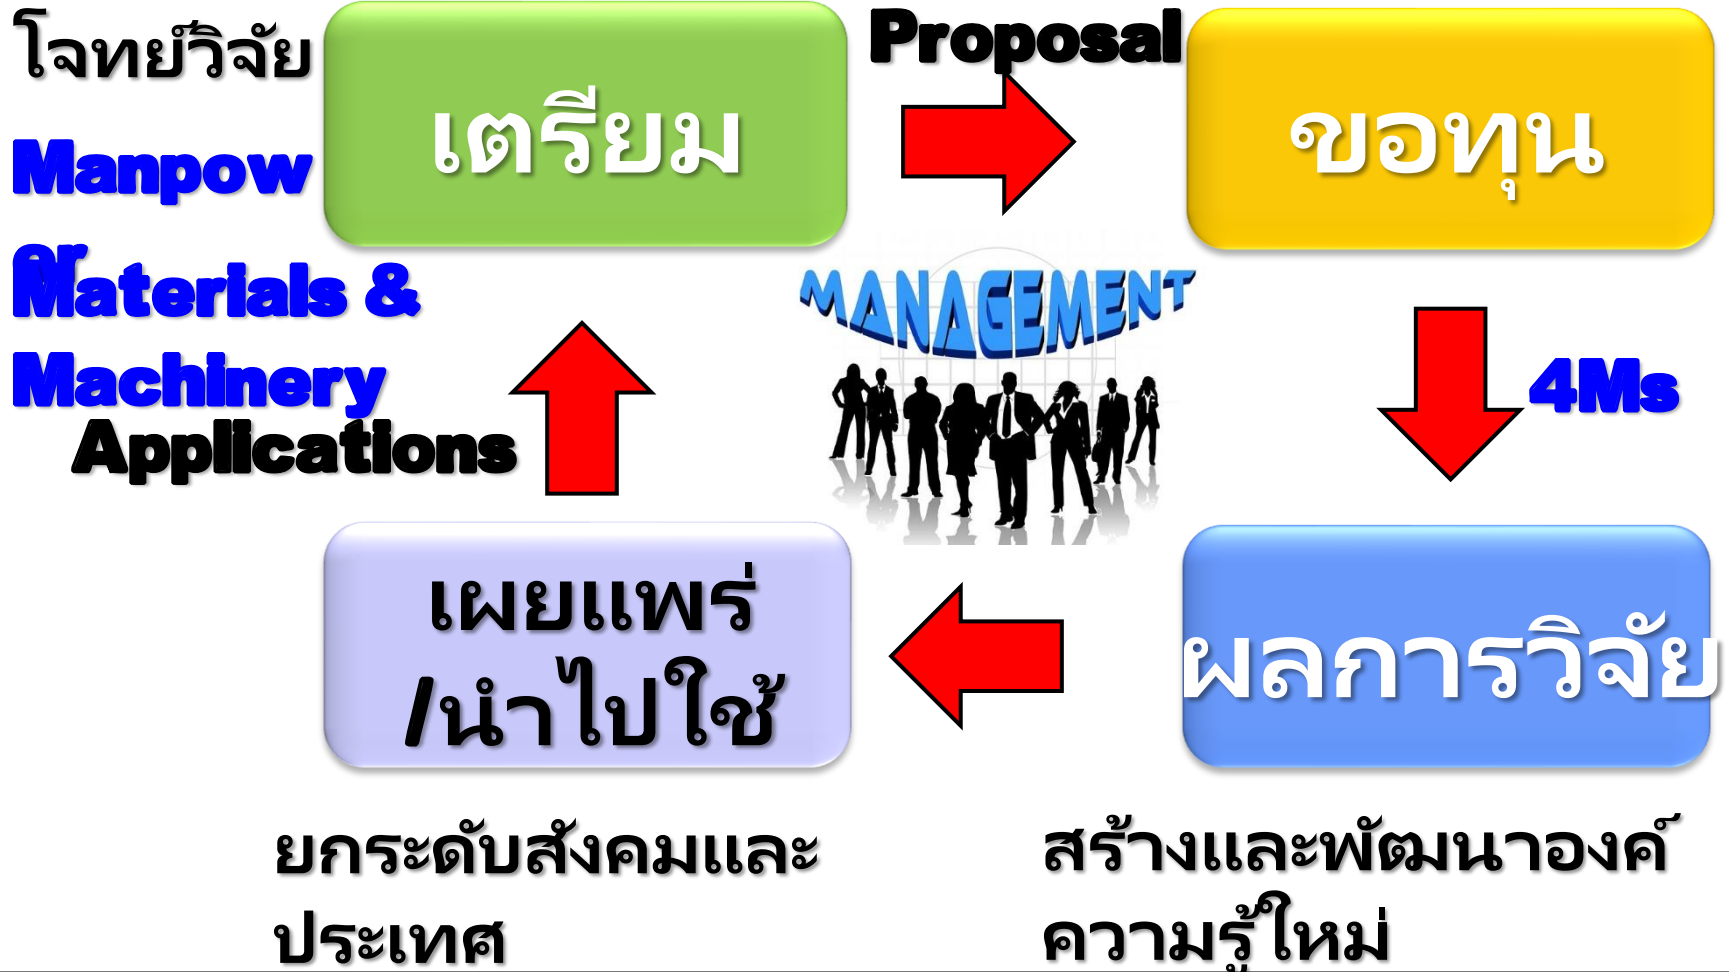 โจทย์วิจัย
Manpow
er
Materials &
Machinery
Applications
เตรียม
Proposal
ขอทุน
MANAGEMENT
4Ms
เผยแพร่
/นำไปใช้
ผลการวิจัย
ยกระดับสังคมและ
ประเทศ
สร้างและพัฒนาองค์
ความรู้ใหม่